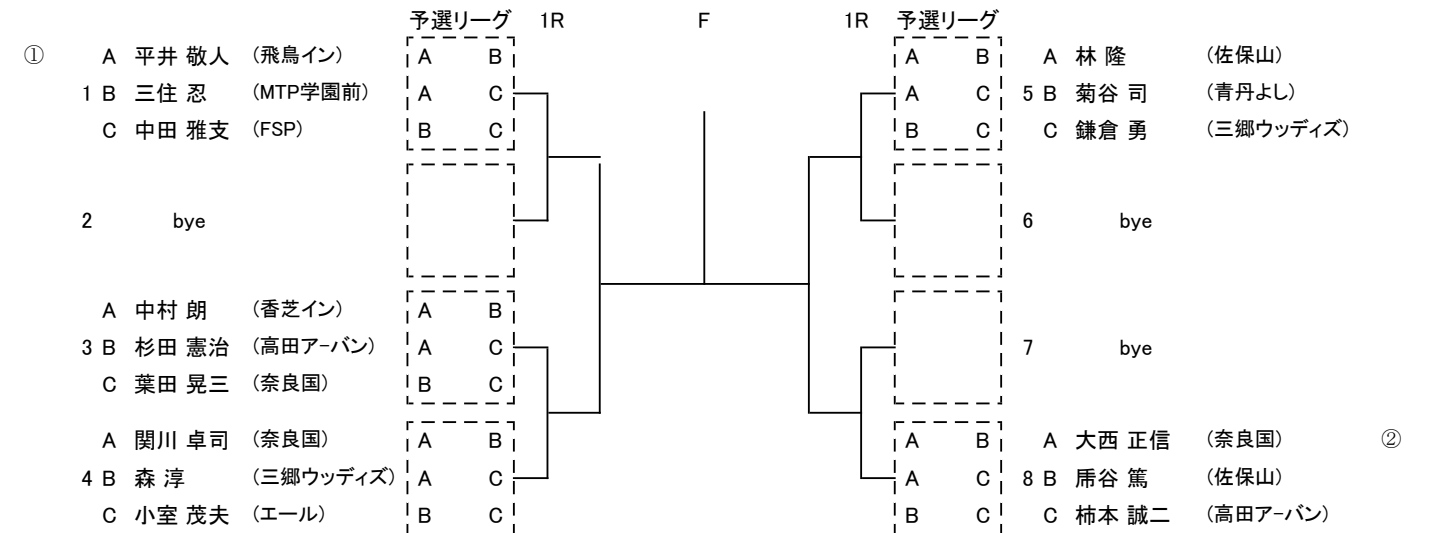 予選リーグ 1R F 1R 予選リーグ
① A 平井 敬人 (飛鳥イン) A B A B A 林 隆 (佐保山)
1 B 三住 忍 (MTP学園前) A C A C 5 B 菊谷 司 (青丹よし)
C 中田 雅支 (FSP) B C B C C 鎌倉 勇 (三郷ウッディズ)
2 bye 6 bye
A 中村 朗 (香芝イン) A B
3 B 杉田 憲治 (高田アーバン) A C 7 bye
C 葉田 晃三 (奈良国) B C
A 関川 卓司 (奈良国) A B A B A 大西 正信 (奈良国) ②
4 B 森 淳 (三郷ウッディズ) A C A C 8 B 乕谷 篤 (佐保山)
C 小室 茂夫 (エール) B C B C C 柿本 誠二 (高田アーバン)